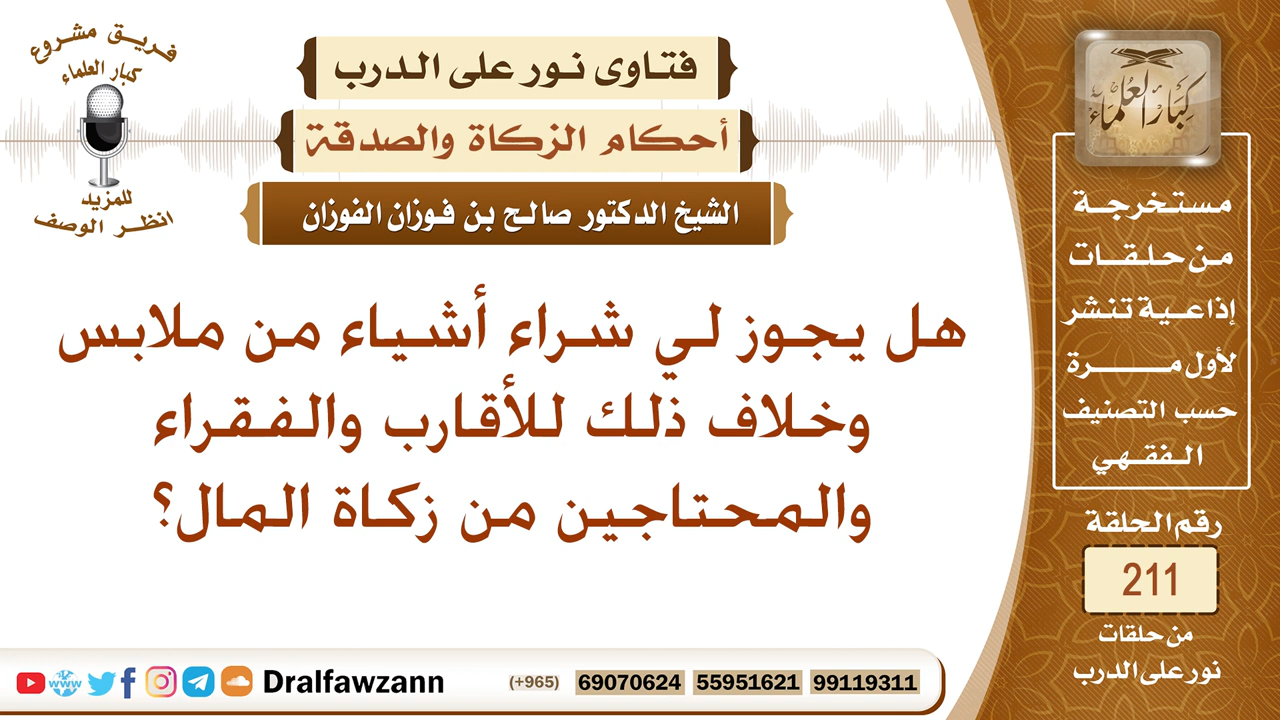 فريق مشروع
كبار العلماء
للمزيد
انظر الوصف
فتاوى نور على الدرب
أحكام الزكاة والصدقة
الشيخ الدكتور صالح بن فوزان الفوزان
هل يجوز لي شراء أشياء من ملابس
وخلاف ذلك للأقارب والفقراء
والمحتاجين من زكاة المال؟
كبار العلماء
مستخرجة
من حلقات
إذاعية تنشر
لأول مرة
حسب التصنيف
الفقهي
رقم الحلقة
211
من حلقات
نور على الدرب
www Dralfawzann (+965) 69070624 55951621 99119311